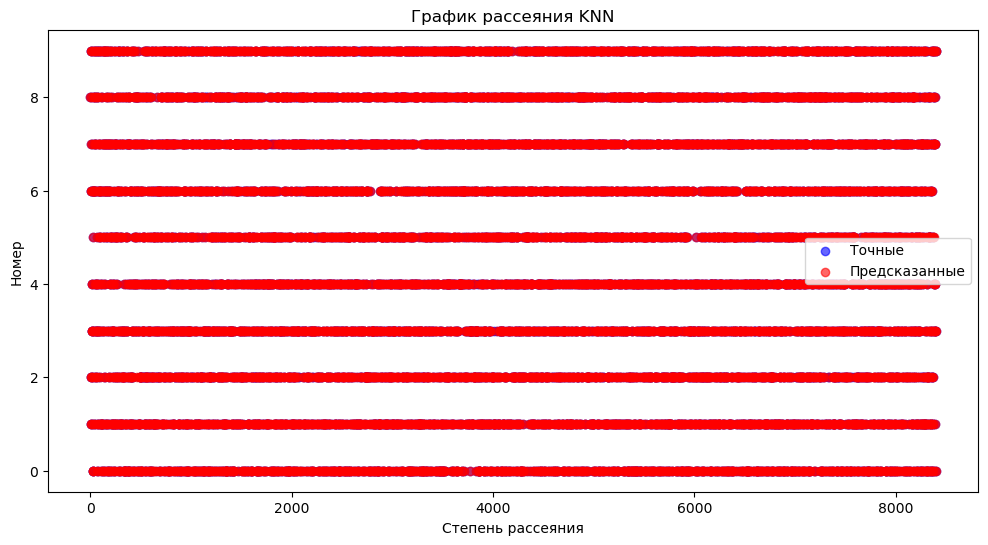 График рассеяния KNN
Номер
8
6
4
2
0
Точные
Предсказанные
0 2000 4000 6000 8000
Степень рассеяния